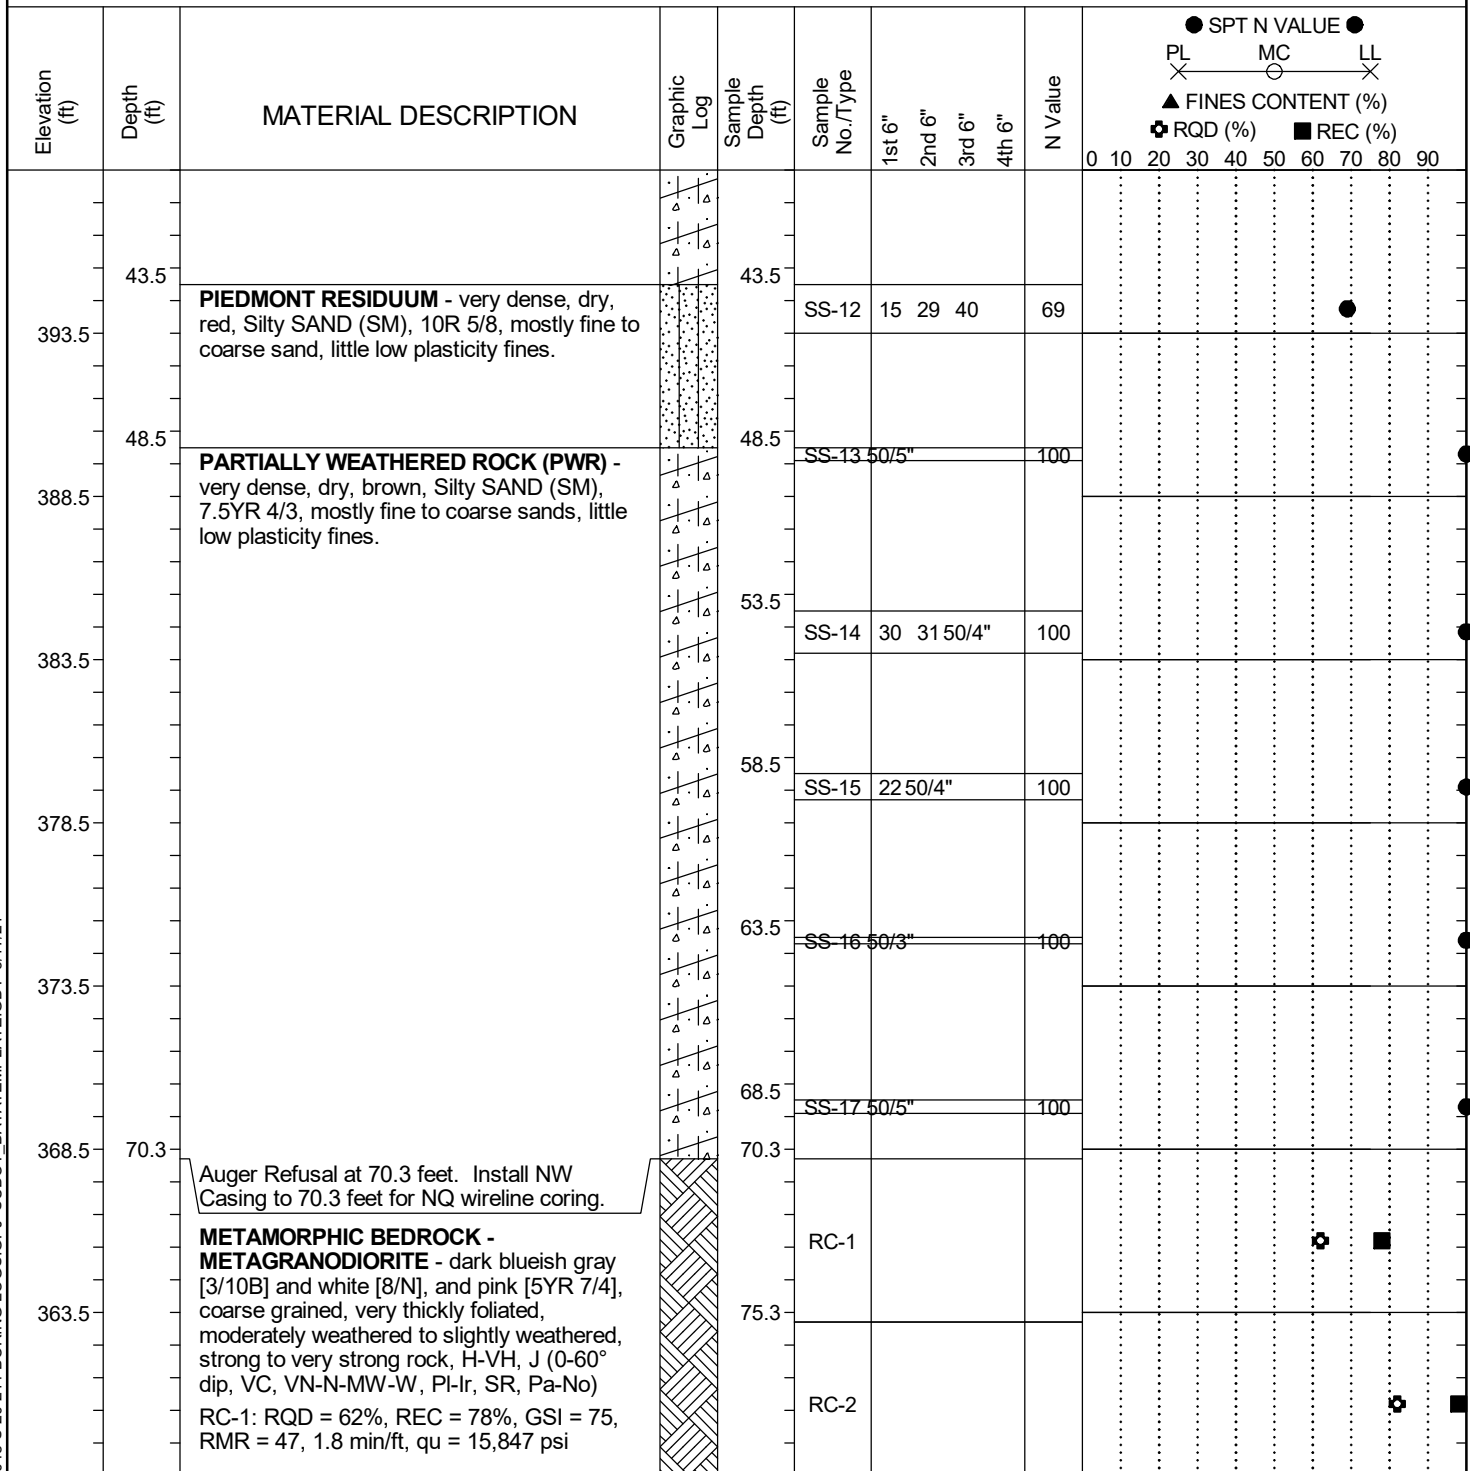 ● SPT N VALUE ●
PL MC LL
▲ FINES CONTENT (%)
RQD (%) ■ REC (%)
0 10 20 30 40 50 60 70 80 90
Elevation (ft)
Depth (ft)
MATERIAL DESCRIPTION
Graphic Log
Sample Depth (ft)
Sample No./Type
1st 6"
2nd 6"
3rd 6"
4th 6"
N Value
43.5 43.5
PIEDMONT RESIDUUM - very dense, dry,
red, Silty SAND (SM), 10R 5/8, mostly fine to
coarse sand, little low plasticity fines.
SS-12 15 29 40 69
393.5
48.5 48.5
PARTIALLY WEATHERED ROCK (PWR) -
very dense, dry, brown, Silty SAND (SM),
7.5YR 4/3, mostly fine to coarse sands, little
low plasticity fines.
SS-13 50/5" 100
388.5
53.5
SS-14 30 31 50/4" 100
383.5
58.5
SS-15 22 50/4" 100
378.5
63.5
SS-16 50/3" 100
373.5
68.5
SS-17 50/5" 100
368.5 70.3 70.3
Auger Refusal at 70.3 feet. Install NW
Casing to 70.3 feet for NQ wireline coring.
METAMORPHIC BEDROCK -
METAGRANODIORITE - dark blueish gray
[3/10B] and white [8/N], and pink [5YR 7/4],
coarse grained, very thickly foliated,
moderately weathered to slightly weathered,
strong to very strong rock, H-VH, J (0-60°
dip, VC, VN-N-MW-W, Pl-Ir, SR, Pa-No)
RC-1: RQD = 62%, REC = 78%, GSI = 75,
RMR = 47, 1.8 min/ft, qu = 15,847 psi
RC-1
363.5 75.3
RC-2